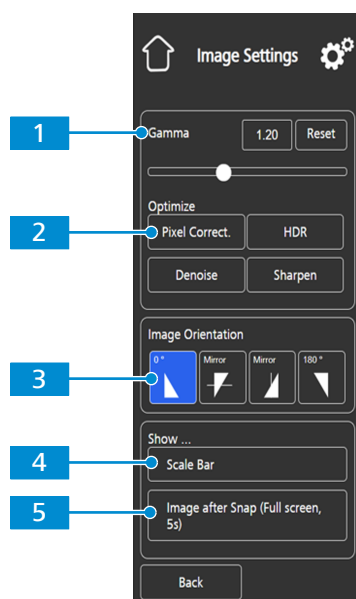 Image Settings
1
Gamma
1.20
Reset
Optimize
2
Pixel Correct.
HDR
Denoise
Sharpen
Image Orientation
3
0°
Mirror
Mirror
180°
Show ...
4
Scale Bar
5
Image after Snap (Full screen,
5s)
Back